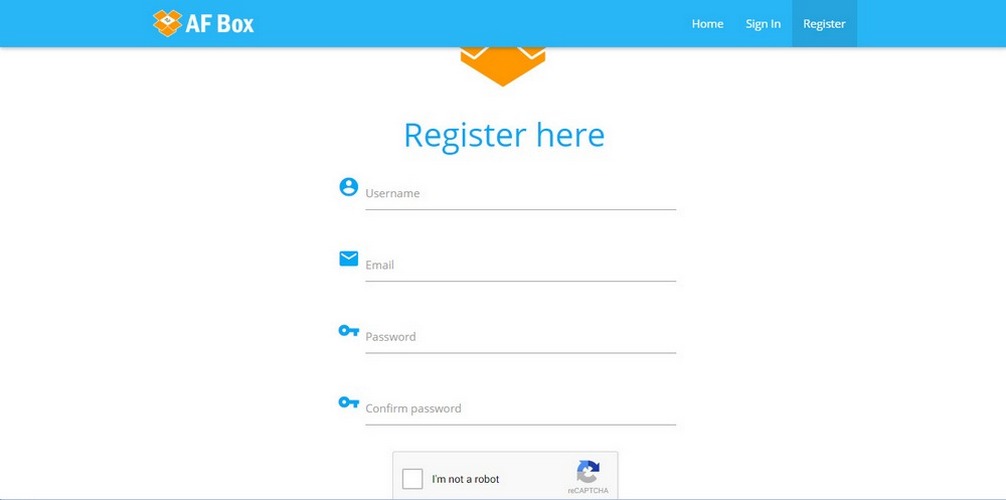 AF Box
Home
Sign In
Register
Register here
Username
Email
Password
Confirm password
I'm not a robot
reCAPTCHA